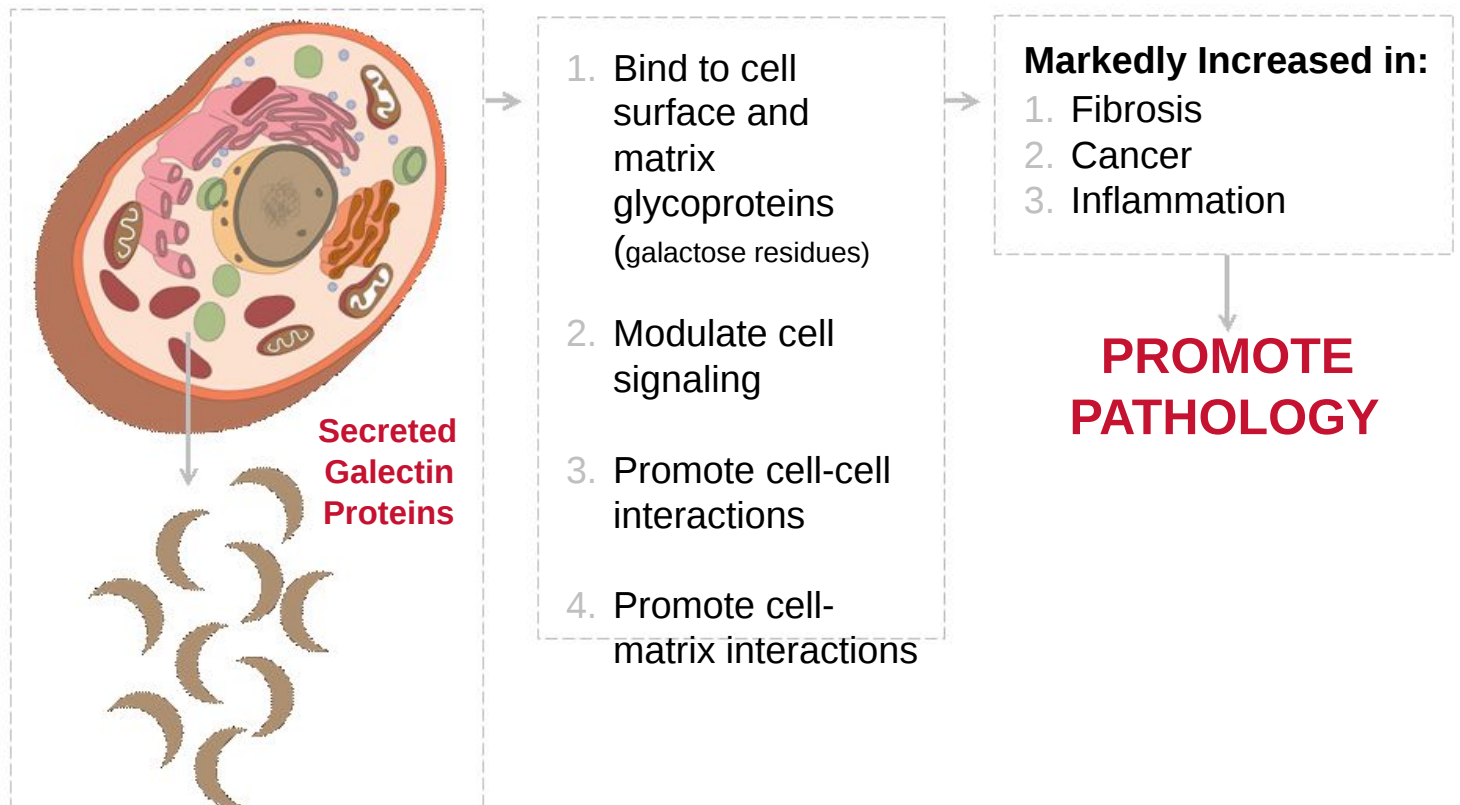 Secreted
Galectin
Proteins
1. Bind to cell
surface and
matrix
glycoproteins
(galactose residues)
2. Modulate cell
signaling
3. Promote cell-cell
interactions
4. Promote cell-
matrix interactions
Markedly Increased in:
1. Fibrosis
2. Cancer
3. Inflammation
PROMOTE
PATHOLOGY